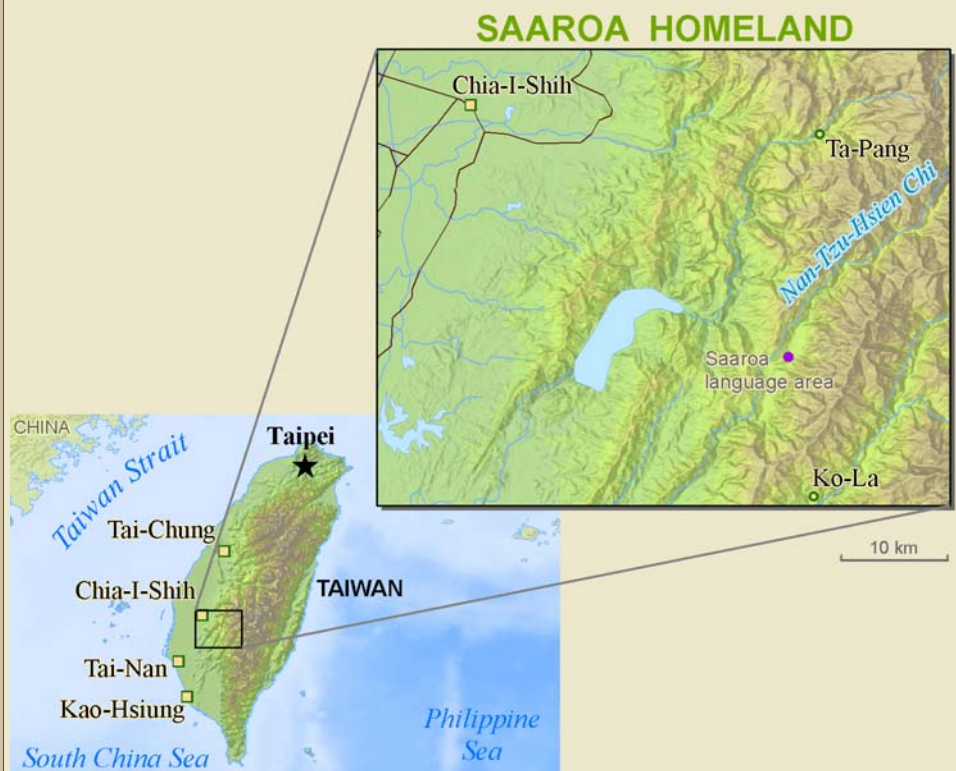 SAAROA HOMELAND
Chia-I-Shih
Ta-Pang
Nan-Tzu-Hsien Chi
Saaroa
language area
Ko-La
10 km
CHINA
Taipei
Taiwan Strait
Tai-Chung
Chia-I-Shih
TAIWAN
Tai-Nan
Kao-Hsiung
Philippine
Sea
South China Sea